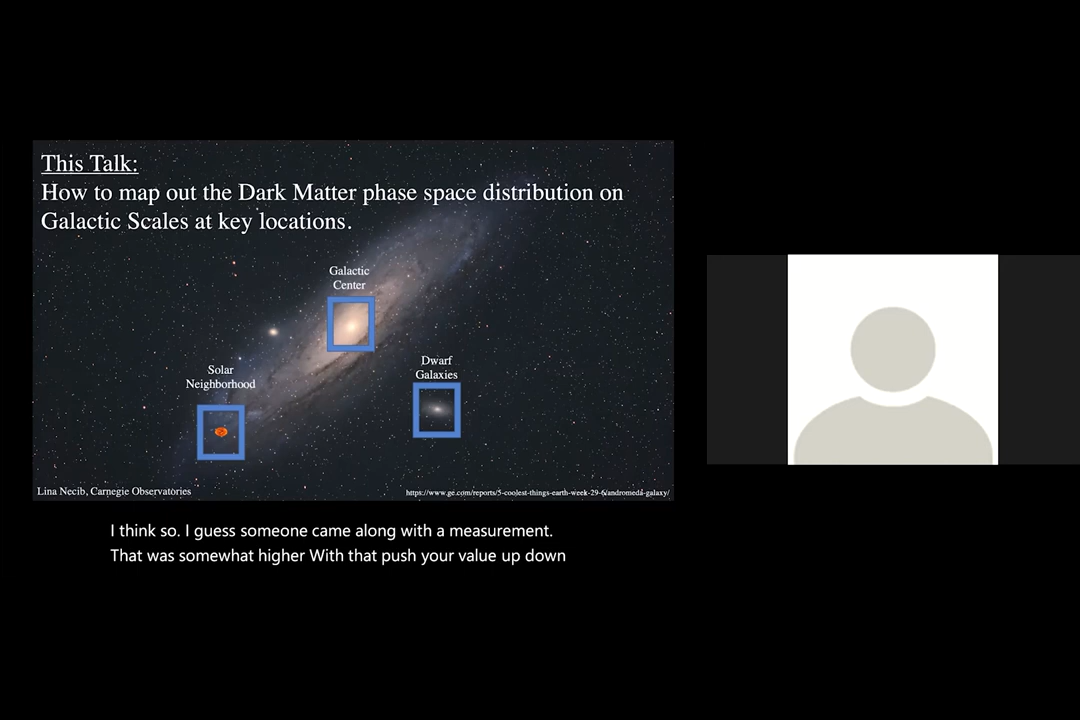 This Talk:
How to map out the Dark Matter phase space distribution on
Galactic Scales at key locations.
Galactic
Center
Dwarf
Galaxies
Solar
Neighborhood
Lina Necib, Carnegie Observatories
https://www.ge.com/reports/5-coolest-things-earth-week-29-6/andromeda-galaxy/
I think so. I guess someone came along with a measurement.
That was somewhat higher With that push your value up down